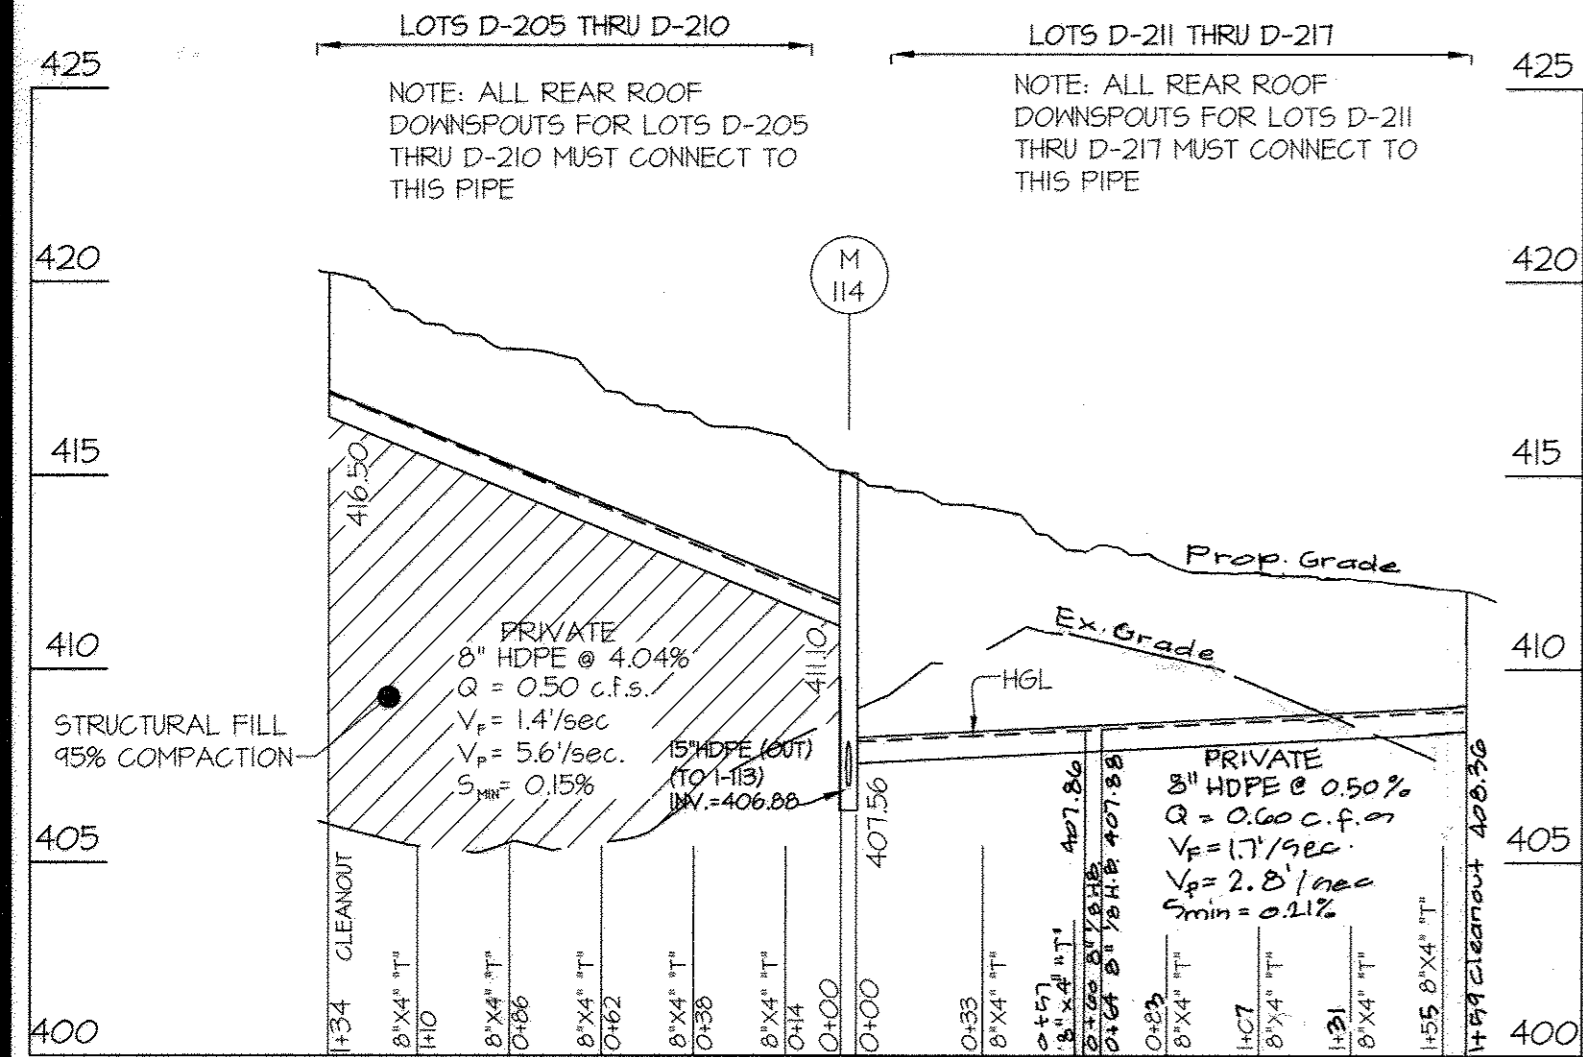 LOTS D-205 THRU D-210
LOTS D-211 THRU D-217
425
425
NOTE: ALL REAR ROOF
DOWNSPOUTS FOR LOTS D-205
THRU D-210 MUST CONNECT TO
THIS PIPE
NOTE: ALL REAR ROOF
DOWNSPOUTS FOR LOTS D-211
THRU D-217 MUST CONNECT TO
THIS PIPE
420
420
M
114
415
415
416.50
Prop. Grade
Ex. Grade
410
410
411.10
HGL
PRIVATE
8" HDPE @ 4.04%
Q = 0.50 c.f.s.
VF = 1.4'/sec
VP = 5.6'/sec.
SMIN = 0.15%
STRUCTURAL FILL
95% COMPACTION
15"HDPE (OUT)
(TO I-113)
INV.=406.88
407.56
407.86
407.88
PRIVATE
8" HDPE @ 0.50%
Q = 0.60 c.f.s
VF = 1.7'/sec.
VP = 2.8'/sec
Smin = 0.21%
405
405
1+34 CLEANOUT
8"X4" "T"
1+10
8"X4" "T"
0+86
8"X4" "T"
0+62
8"X4" "T"
0+38
8"X4" "T"
0+14
0+00
0+00
0+33
8"X4" "T"
0+57
8"X4" "T"
0+60 8" 1/8 HB
0+64 8" 1/8 H.B. 407.88
0+83
8"X4" "T"
1+07
8"X4" "T"
1+31
8"X4" "T"
1+55 8"X4" "T"
1+59 Cleanout 408.36
400
400